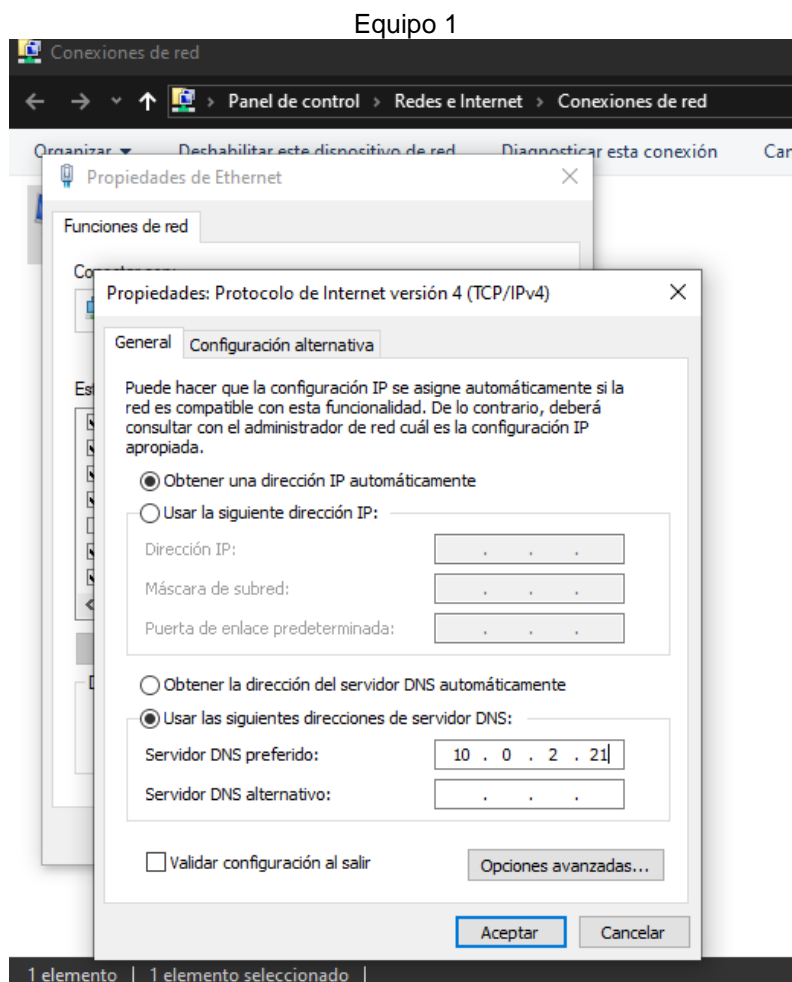 Equipo 1
Conexiones de red
Panel de control > Redes e Internet > Conexiones de red
Organizar Deshabilitar este dispositivo de red Diagnosticar esta conexión
Propiedades de Ethernet
Funciones de red
Propiedades: Protocolo de Internet versión 4 (TCP/IPv4)
General Configuración alternativa
Puede hacer que la configuración IP se asigne automáticamente si la
red es compatible con esta funcionalidad. De lo contrario, deberá
consultar con el administrador de red cuál es la configuración IP
apropiada.
Obtener una dirección IP automáticamente
Usar la siguiente dirección IP:
Dirección IP: . . .
Máscara de subred: . . .
Puerta de enlace predeterminada: . . .
Obtener la dirección del servidor DNS automáticamente
Usar las siguientes direcciones de servidor DNS:
Servidor DNS preferido: 10 . 0 . 2 . 21
Servidor DNS alternativo: . . .
Validar configuración al salir
Opciones avanzadas...
Aceptar Cancelar
1 elemento | 1 elemento seleccionado |